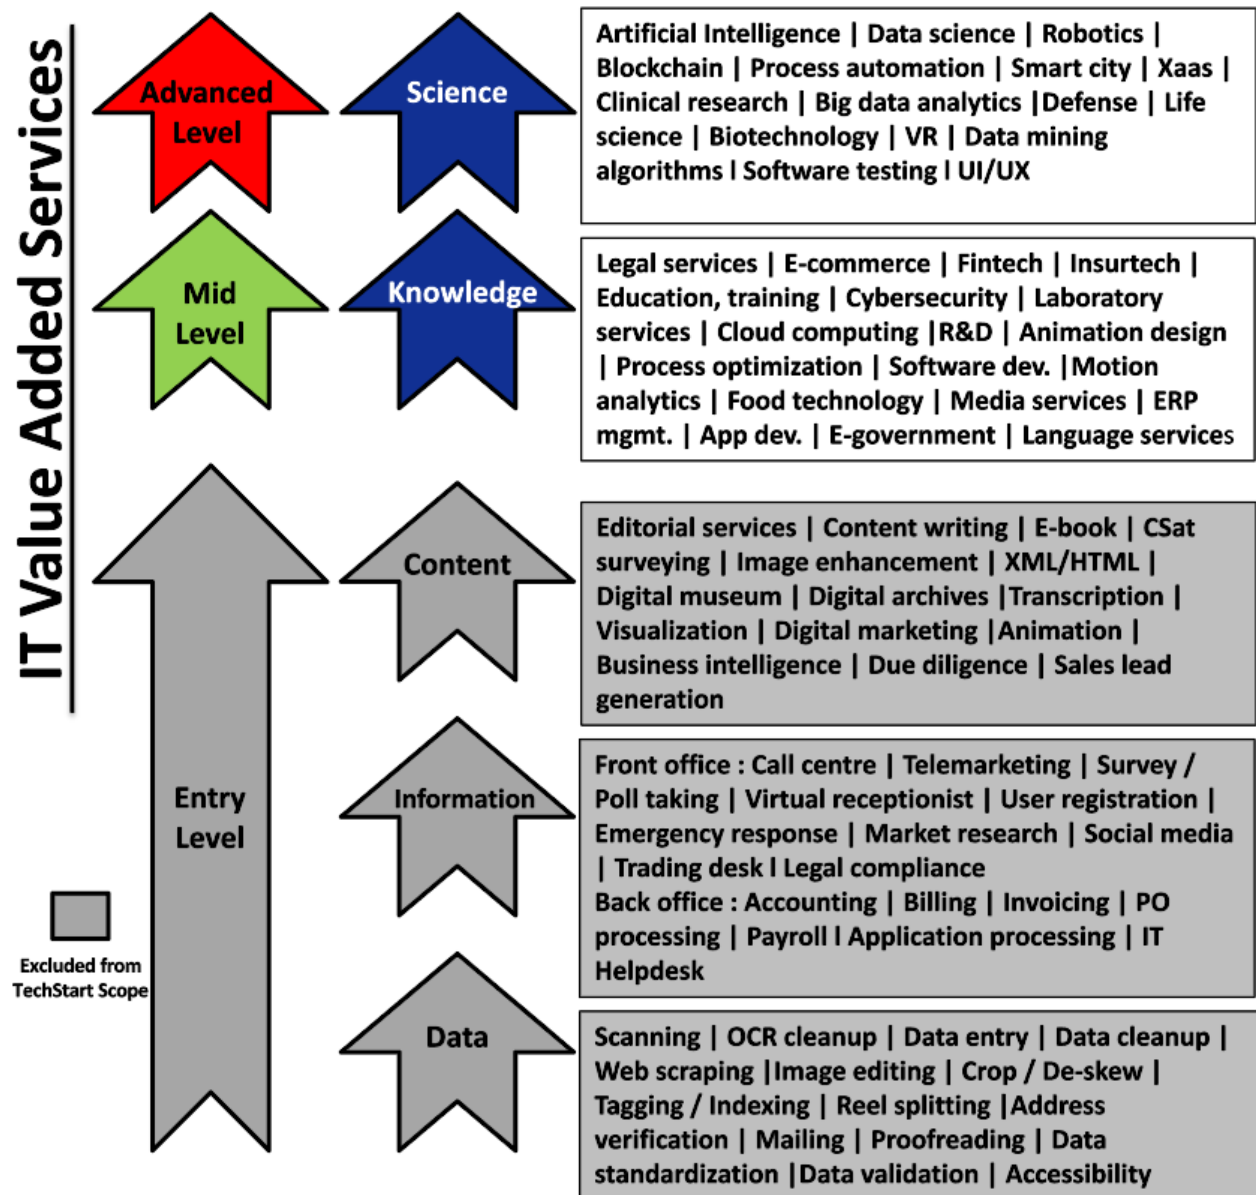 IT Value Added Services
Advanced
Level
Science
Artificial Intelligence | Data science | Robotics |
Blockchain | Process automation | Smart city | Xaas |
Clinical research | Big data analytics |Defense | Life
science | Biotechnology | VR | Data mining
algorithms l Software testing l UI/UX
Mid
Level
Knowledge
Legal services | E-commerce | Fintech | Insurtech |
Education, training | Cybersecurity | Laboratory
services | Cloud computing |R&D | Animation design
| Process optimization | Software dev. |Motion
analytics | Food technology | Media services | ERP
mgmt. | App dev. | E-government | Language services
Entry
Level
Content
Editorial services | Content writing | E-book | CSat
surveying | Image enhancement | XML/HTML |
Digital museum | Digital archives |Transcription |
Visualization | Digital marketing |Animation |
Business intelligence | Due diligence | Sales lead
generation
Information
Front office : Call centre | Telemarketing | Survey /
Poll taking | Virtual receptionist | User registration |
Emergency response | Market research | Social media
| Trading desk l Legal compliance
Back office : Accounting | Billing | Invoicing | PO
processing | Payroll l Application processing | IT
Helpdesk
Data
Scanning | OCR cleanup | Data entry | Data cleanup |
Web scraping |Image editing | Crop / De-skew |
Tagging / Indexing | Reel splitting |Address
verification | Mailing | Proofreading | Data
standardization |Data validation | Accessibility
Excluded from
TechStart Scope